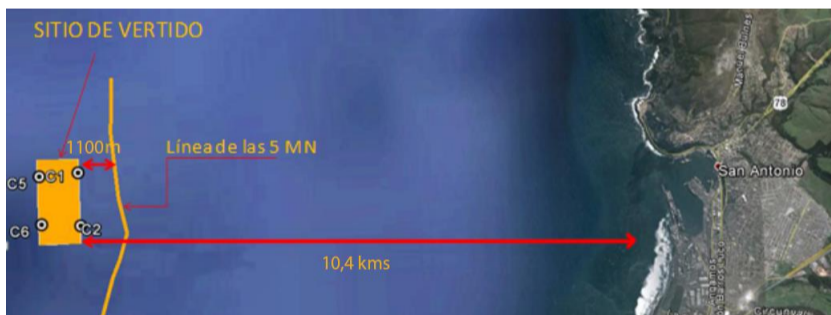 SITIO DE VERTIDO
1100m
Línea de las 5 MN
C5 C1
C6 C2
10,4 kms
78
San Antonio